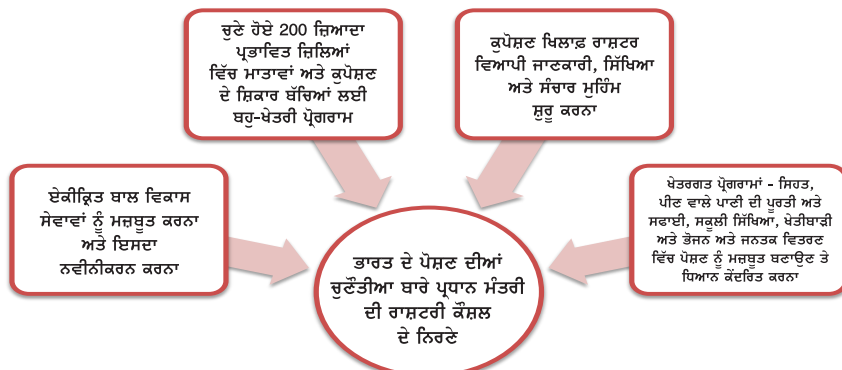 ਚੁਣੇ ਹੋਏ 200 ਜ਼ਿਆਦਾ
ਪ੍ਰਭਾਵਿਤ ਜ਼ਿਲਿਆਂ
ਵਿੱਚ ਮਾਤਾਵਾਂ ਅਤੇ ਕੁਪੋਸ਼ਣ
ਦੇ ਸ਼ਿਕਾਰ ਬੱਚਿਆਂ ਲਈ
ਬਹੁ-ਖੇਤਰੀ ਪ੍ਰੋਗਰਾਮ
ਕੁਪੋਸ਼ਣ ਖਿਲਾਫ਼ ਰਾਸ਼ਟਰ
ਵਿਆਪੀ ਜਾਣਕਾਰੀ, ਸਿੱਖਿਆ
ਅਤੇ ਸੰਚਾਰ ਮੁਹਿੰਮ
ਸ਼ੁਰੂ ਕਰਨਾ
ਏਕੀਕ੍ਰਿਤ ਬਾਲ ਵਿਕਾਸ
ਸੇਵਾਵਾਂ ਨੂੰ ਮਜ਼ਬੂਤ ਕਰਨਾ
ਅਤੇ ਇਸਦਾ
ਨਵੀਨੀਕਰਨ ਕਰਨਾ
ਖੇਤਰਗਤ ਪ੍ਰੋਗਰਾਮਾਂ - ਸਿਹਤ,
ਪੀਣ ਵਾਲੇ ਪਾਣੀ ਦੀ ਪੂਰਤੀ ਅਤੇ
ਸਫਾਈ, ਸਕੂਲੀ ਸਿੱਖਿਆ, ਖੇਤੀਬਾੜੀ
ਅਤੇ ਭੋਜਨ ਅਤੇ ਜਨਤਕ ਵਿਤਰਣ
ਵਿੱਚ ਪੋਸ਼ਣ ਨੂੰ ਮਜ਼ਬੂਤ ਬਣਾਉਣ ਤੇ
ਧਿਆਨ ਕੇਂਦਰਿਤ ਕਰਨਾ
ਭਾਰਤ ਦੇ ਪੋਸ਼ਣ ਦੀਆਂ
ਚੁਣੌਤੀਆ ਬਾਰੇ ਪ੍ਰਧਾਨ ਮੰਤਰੀ
ਦੀ ਰਾਸ਼ਟਰੀ ਕੌਸ਼ਲ
ਦੇ ਨਿਰਣੇ